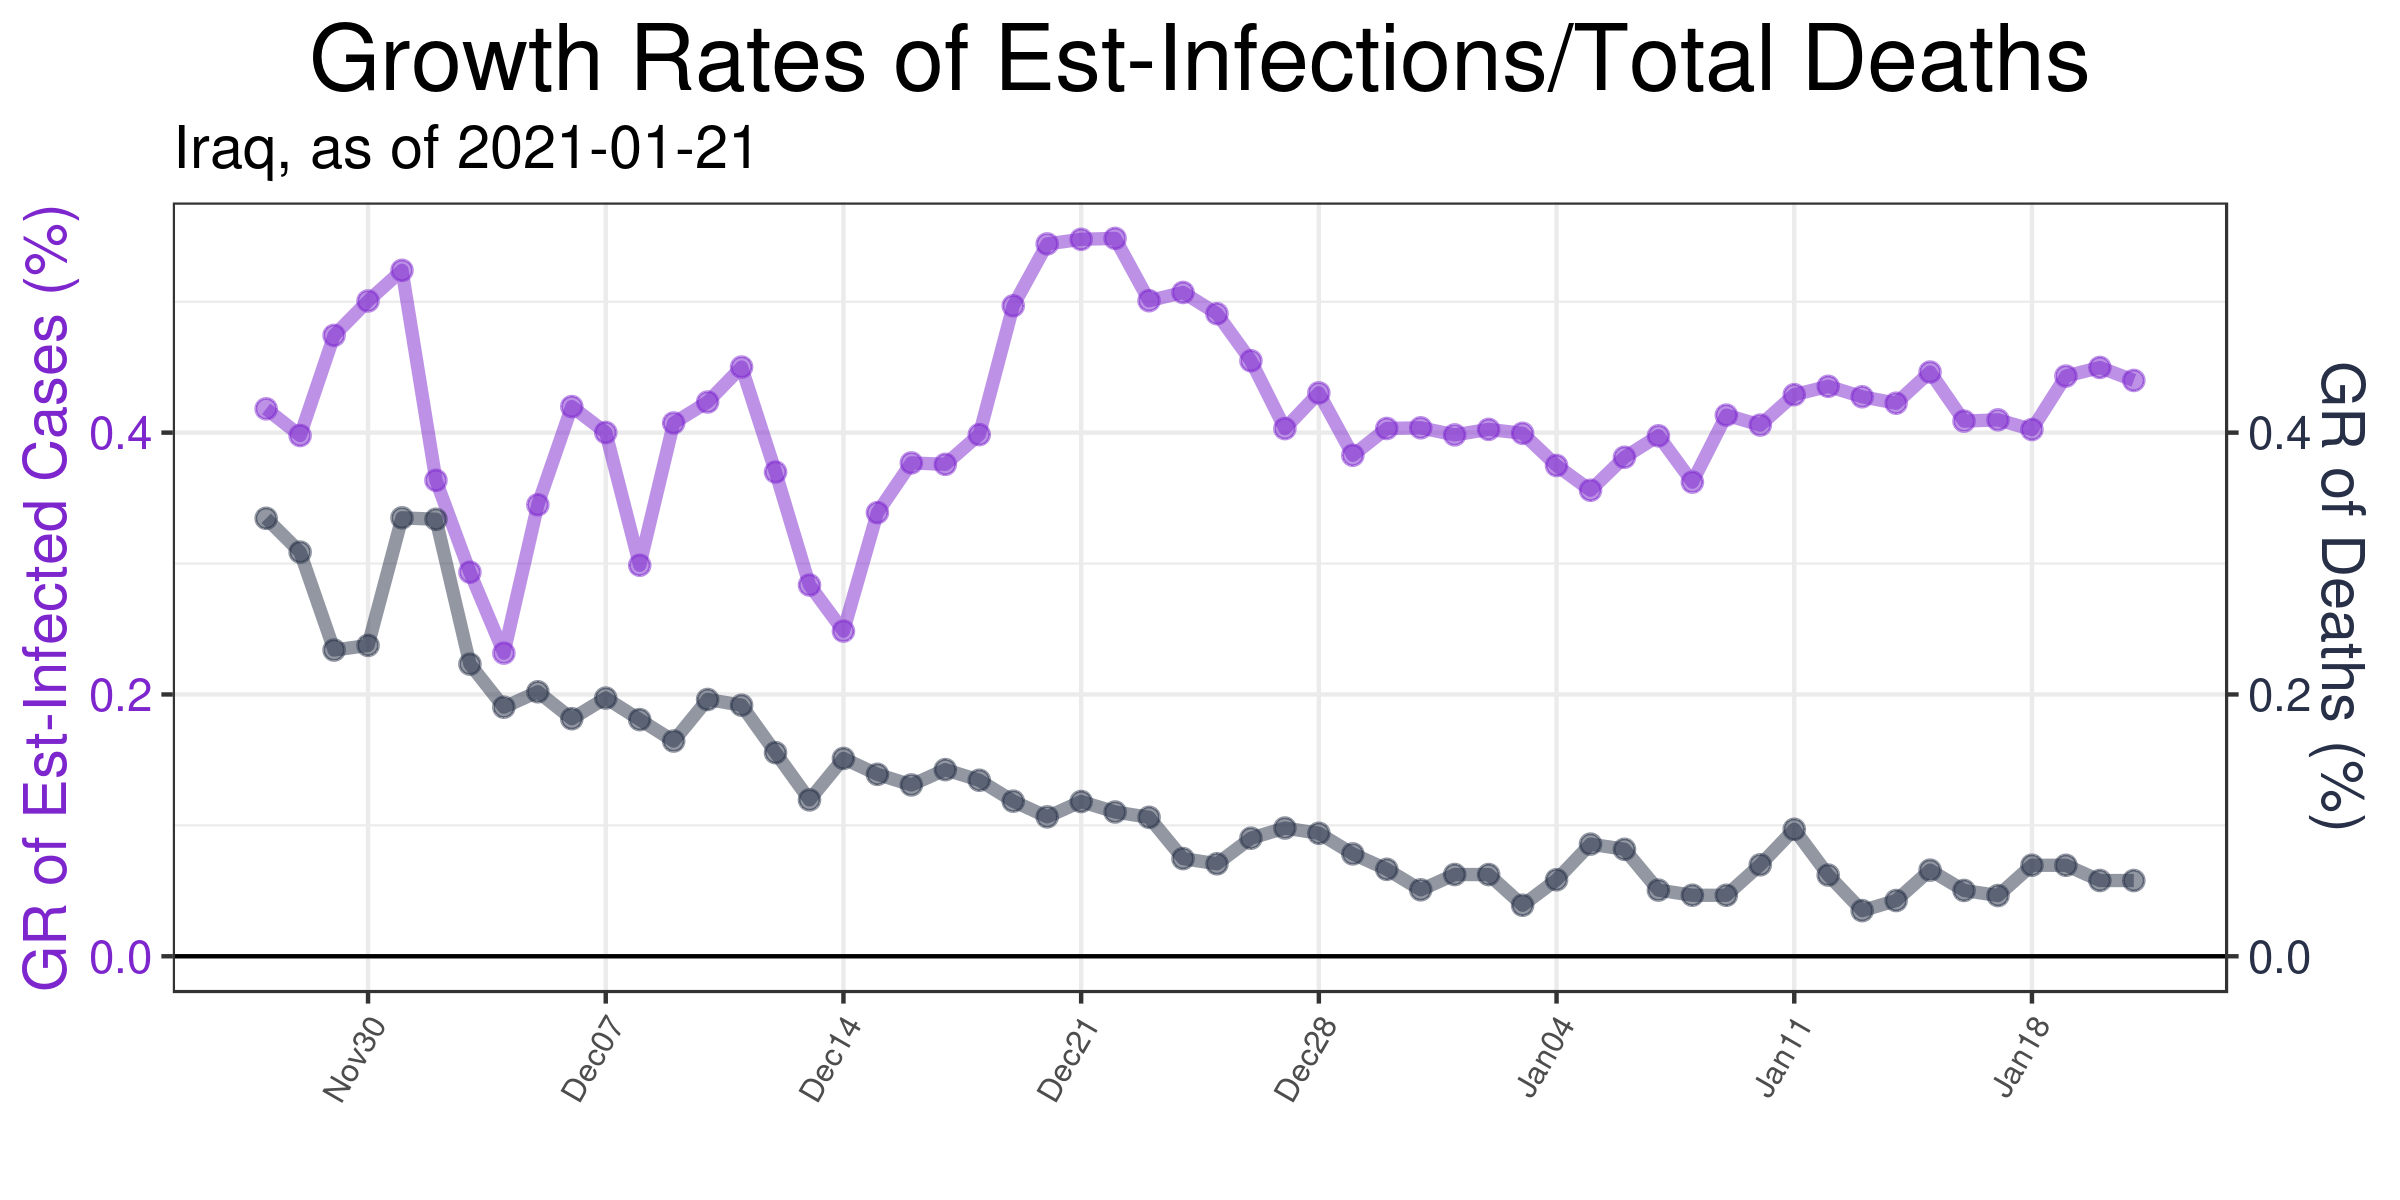 Growth Rates of Est-Infections/Total Deaths
Iraq, as of 2021-01-21
GR of Est-Infected Cases (%)
0.4
0.2
0.0
0.4
0.2
0.0
GR of Deaths (%)
Nov30
Dec07
Dec14
Dec21
Dec28
Jan04
Jan11
Jan18